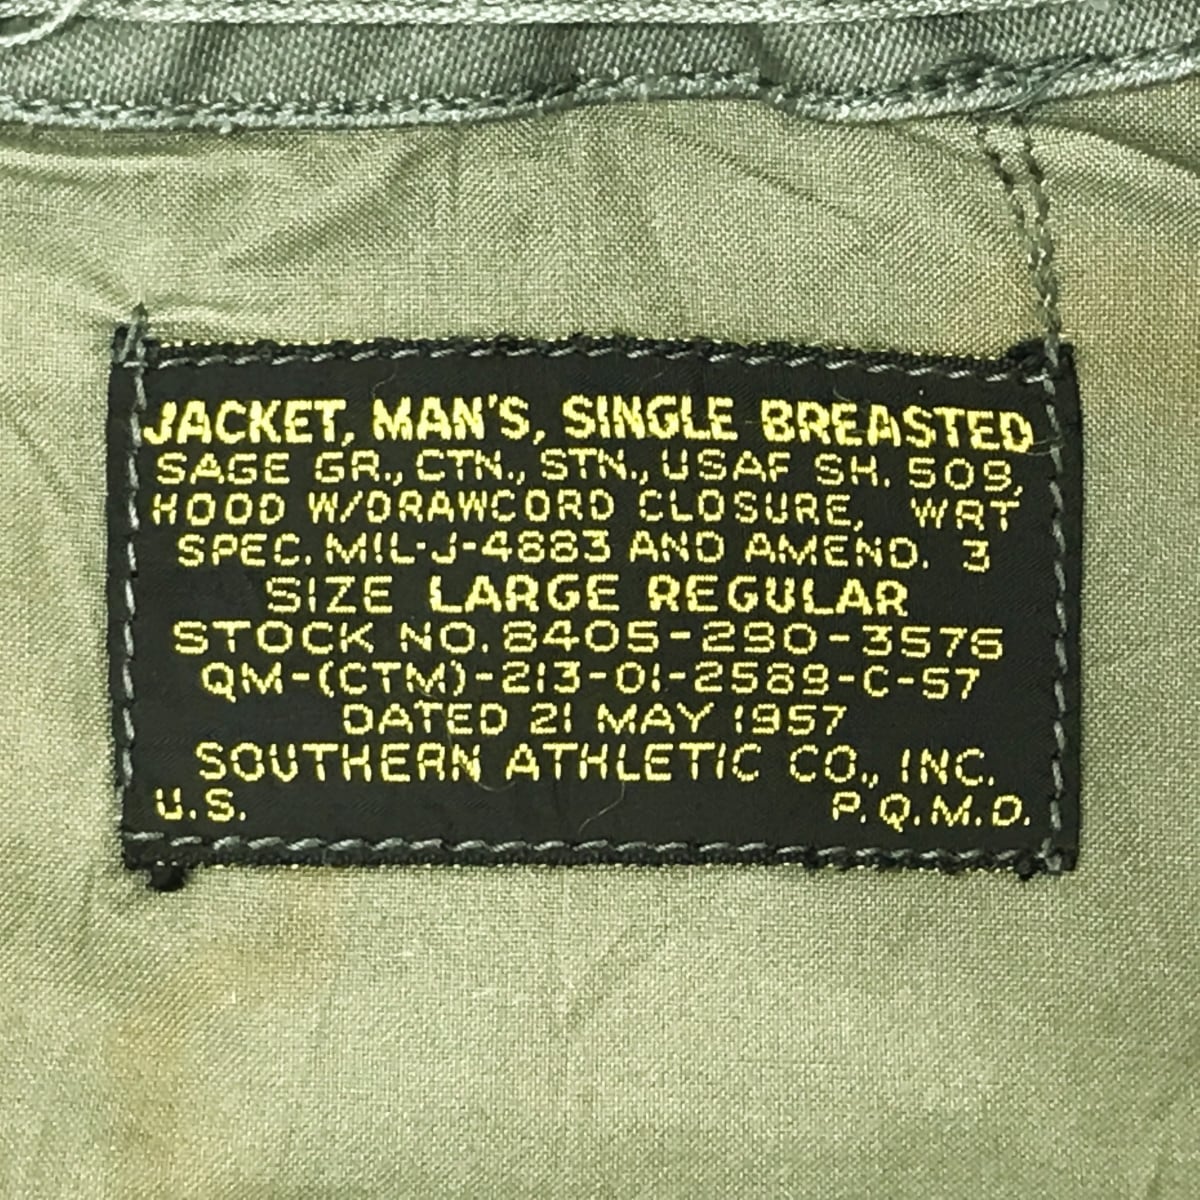 JACKET, MAN'S, SINGLE BREASTED
SAGE GR., CTN., STN., USAF SH. 509,
HOOD W/DRAWCORD CLOSURE, WRT
SPEC. MIL-J-4883 AND AMEND. 3
SIZE LARGE REGULAR
STOCK NO. 8405-290-3576
QM-(CTM)-213-01-2589-C-57
DATED 21 MAY 1957
SOUTHERN ATHLETIC CO., INC.
U.S. P.Q.M.D.